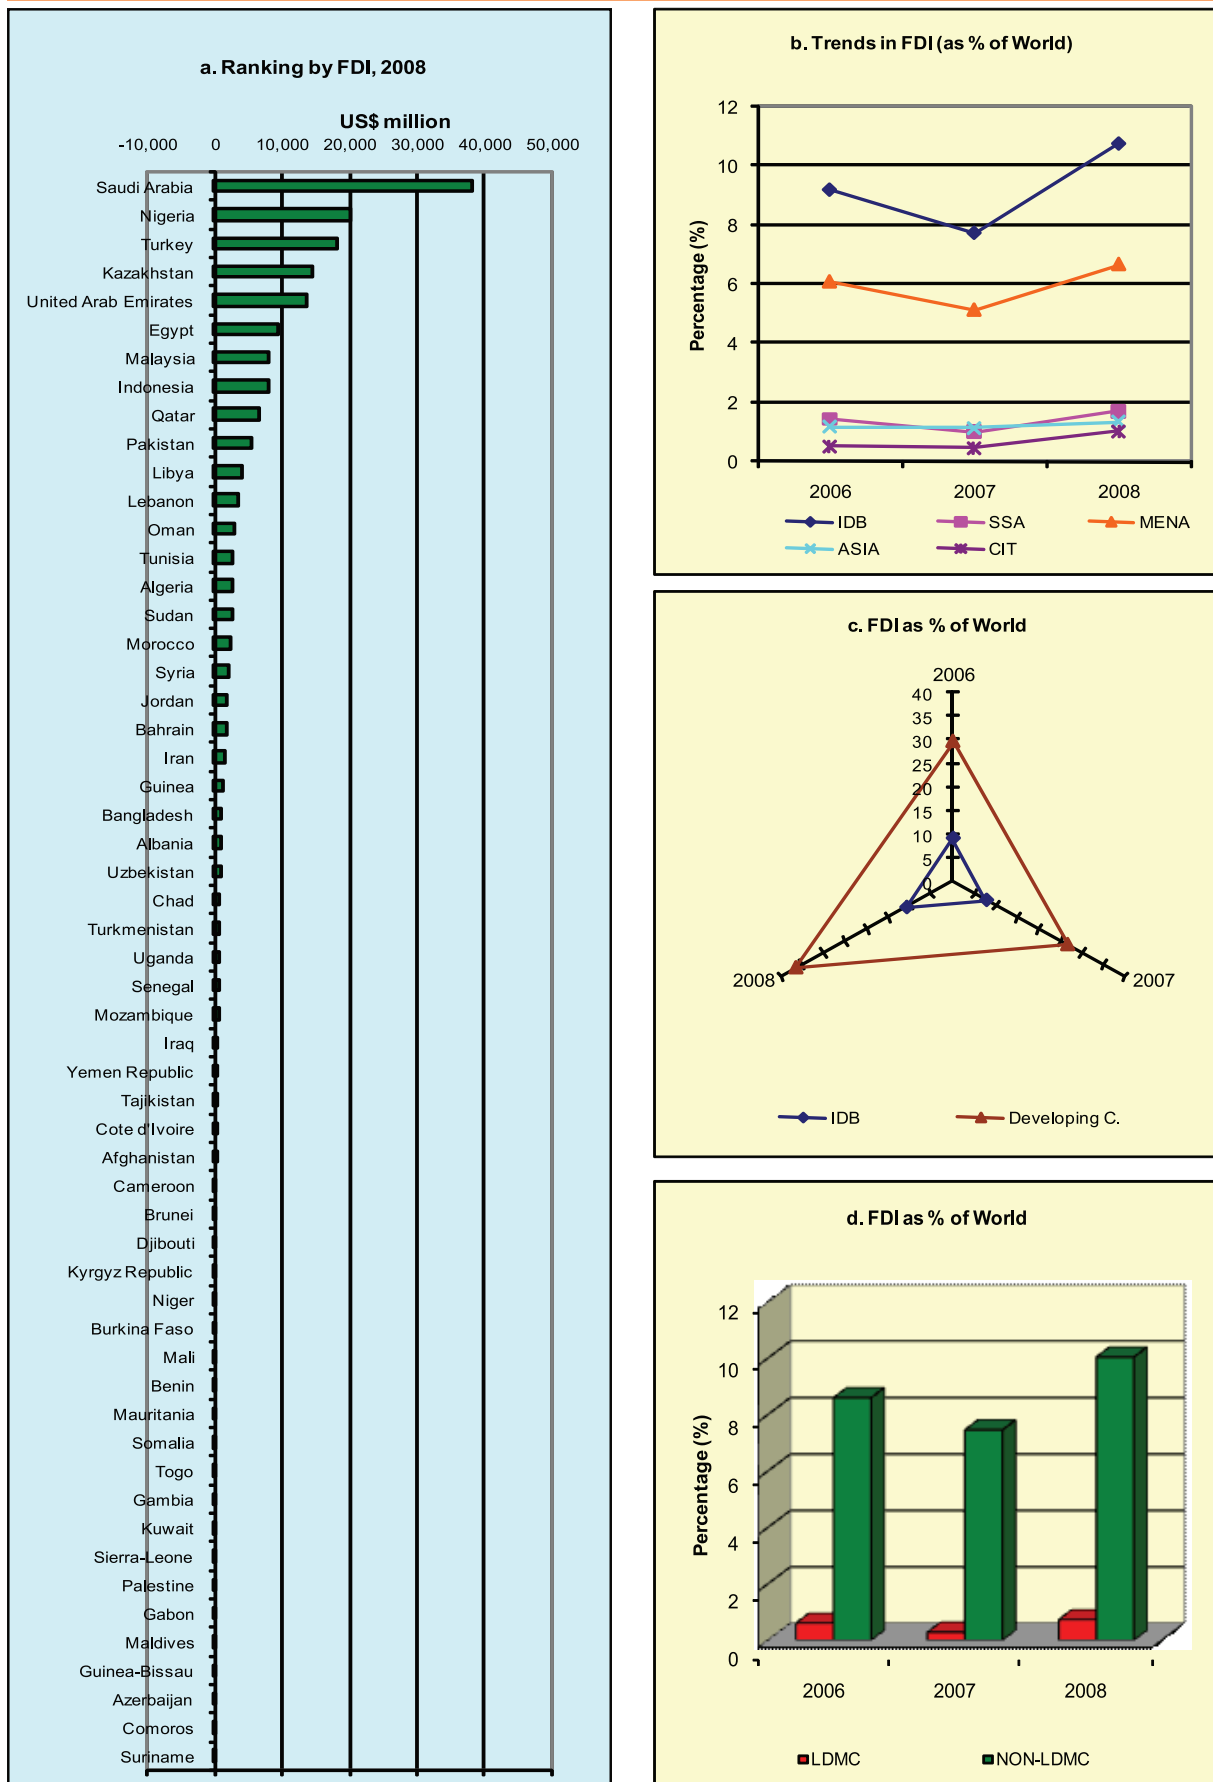 a. Ranking by FDI, 2008
US$ million
-10,000 0 10,000 20,000 30,000 40,000 50,000
Saudi Arabia
Nigeria
Turkey
Kazakhstan
United Arab Emirates
Egypt
Malaysia
Indonesia
Qatar
Pakistan
Libya
Lebanon
Oman
Tunisia
Algeria
Sudan
Morocco
Syria
Jordan
Bahrain
Iran
Guinea
Bangladesh
Albania
Uzbekistan
Chad
Turkmenistan
Uganda
Senegal
Mozambique
Iraq
Yemen Republic
Tajikistan
Cote d'Ivoire
Afghanistan
Cameroon
Brunei
Djibouti
Kyrgyz Republic
Niger
Burkina Faso
Mali
Benin
Mauritania
Somalia
Togo
Gambia
Kuwait
Sierra-Leone
Palestine
Gabon
Maldives
Guinea-Bissau
Azerbaijan
Comoros
Suriname
b. Trends in FDI (as % of World)
Percentage (%)
12
10
8
6
4
2
0
2006 2007 2008
IDB SSA MENA
ASIA CIT
c. FDI as % of World
2006
40
35
30
25
20
15
10
5
0
2008 2007
IDB Developing C.
d. FDI as % of World
Percentage (%)
12
10
8
6
4
2
0
2006 2007 2008
LDMC NON-LDMC